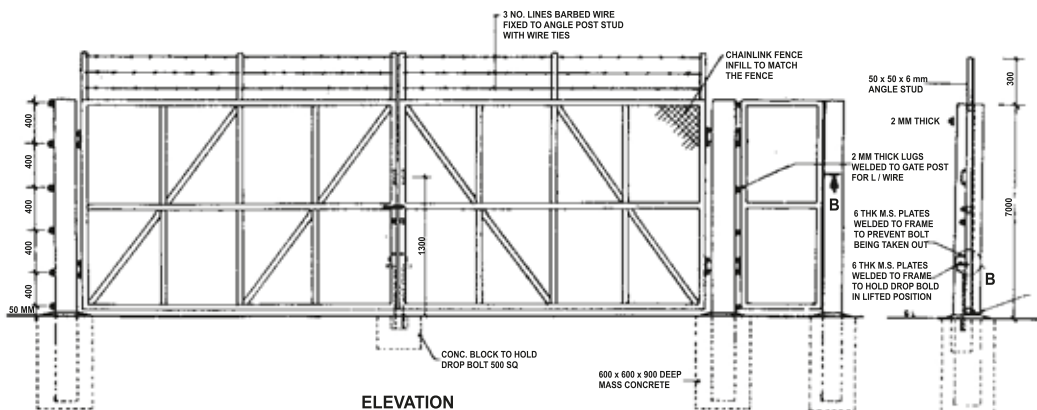 3 NO. LINES BARBED WIRE
FIXED TO ANGLE POST STUD
WITH WIRE TIES
CHAINLINK FENCE
INFILL TO MATCH
THE FENCE
50 x 50 x 6 mm
ANGLE STUD
300
2 MM THICK
400
400
400
400
400
2 MM THICK LUGS
WELDED TO GATE POST
FOR L / WIRE
B
7000
1300
6 THK M.S. PLATES
WELDED TO FRAME
TO PREVENT BOLT
BEING TAKEN OUT
6 THK M.S. PLATES
WELDED TO FRAME
TO HOLD DROP BOLD
IN LIFTED POSITION
B
50 MM
CONC. BLOCK TO HOLD
DROP BOLT 500 SQ
600 x 600 x 900 DEEP
MASS CONCRETE
ELEVATION